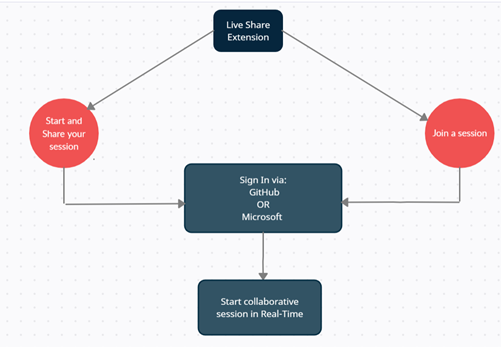 Live Share
Extension
Start and
Share your
session
Join a session
Sign In via:
GitHub
OR
Microsoft
Start collaborative
session in Real-Time